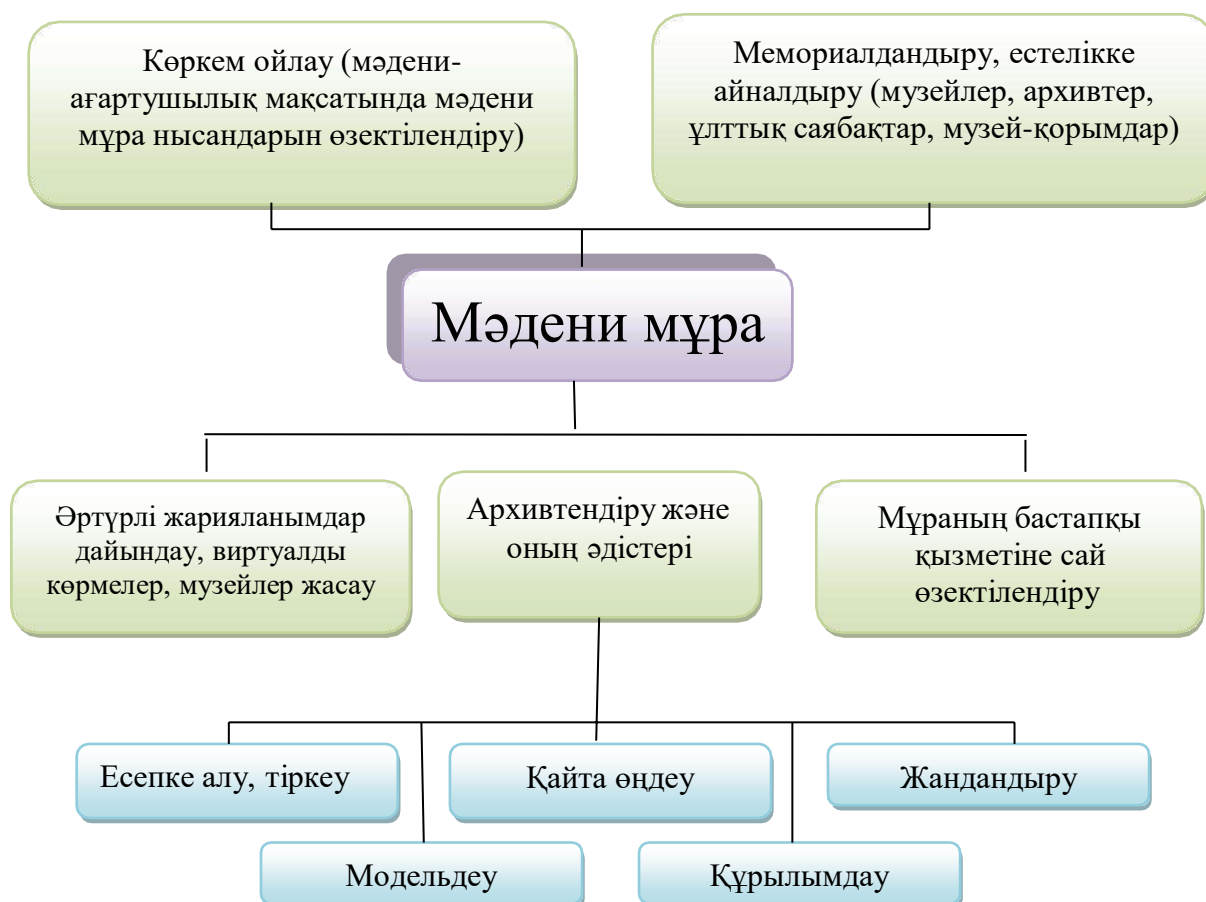 Көркем ойлау (мәдени-
ағартушылық мақсатында мәдени
мұра нысандарын өзектілендіру)
Мемориалдандыру, естелікке
айналдыру (музейлер, архивтер,
ұлттық саябақтар, музей-қорымдар)
Мәдени мұра
Әртүрлі жарияланымдар
дайындау, виртуалды
көрмелер, музейлер жасау
Архивтендіру және
оның әдістері
Мұраның бастапқы
қызметіне сай
өзектілендіру
Есепке алу, тіркеу
Қайта өңдеу
Жандандыру
Модельдеу
Құрылымдау